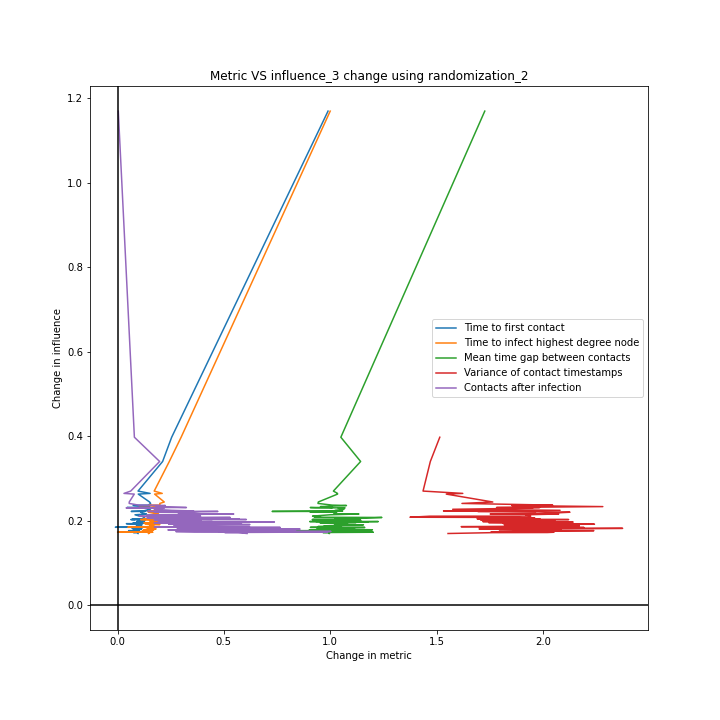 Metric VS influence_3 change using randomization_2
1.2
1.0
0.8
0.6
0.4
0.2
0.0
Change in influence
Time to first contact
Time to infect highest degree node
Mean time gap between contacts
Variance of contact timestamps
Contacts after infection
0.0 0.5 1.0 1.5 2.0
Change in metric